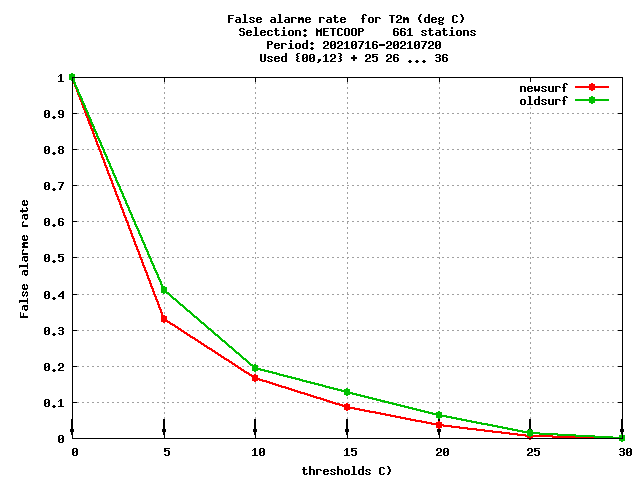 False alarme rate  for T2m (deg C)
Selection: METCOOP    661 stations
Period: 20210716-20210720
Used {00,12} + 25 26 ... 36
newsurf
oldsurf
1
0.9
0.8
0.7
0.6
0.5
0.4
0.3
0.2
0.1
0
False alarme rate
0 5 10 15 20 25 30
thresholds C)